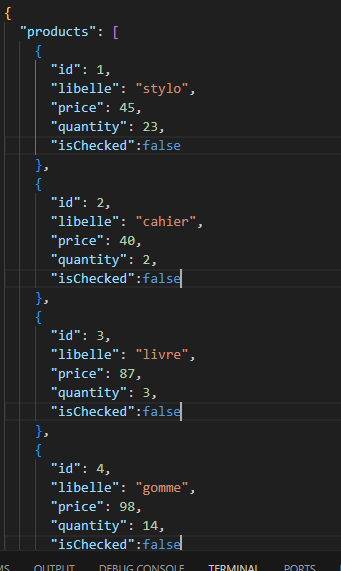 {
"products": [
{
"id": 1,
"libelle": "stylo",
"price": 45,
"quantity": 23,
"isChecked":false
},
{
"id": 2,
"libelle": "cahier",
"price": 40,
"quantity": 2,
"isChecked":false
},
{
"id": 3,
"libelle": "livre",
"price": 87,
"quantity": 3,
"isChecked":false
},
{
"id": 4,
"libelle": "gomme",
"price": 98,
"quantity": 14,
"isChecked":false
OUTPUT DEBUG CONSOLE TERMINAL PORTS